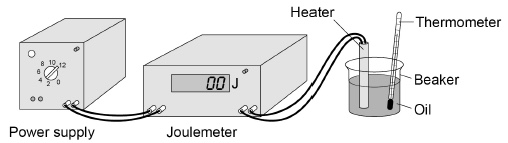 Heater
Thermometer
8 10 12
6
4 2 0
00 J
Beaker
Oil
Power supply
Joulemeter